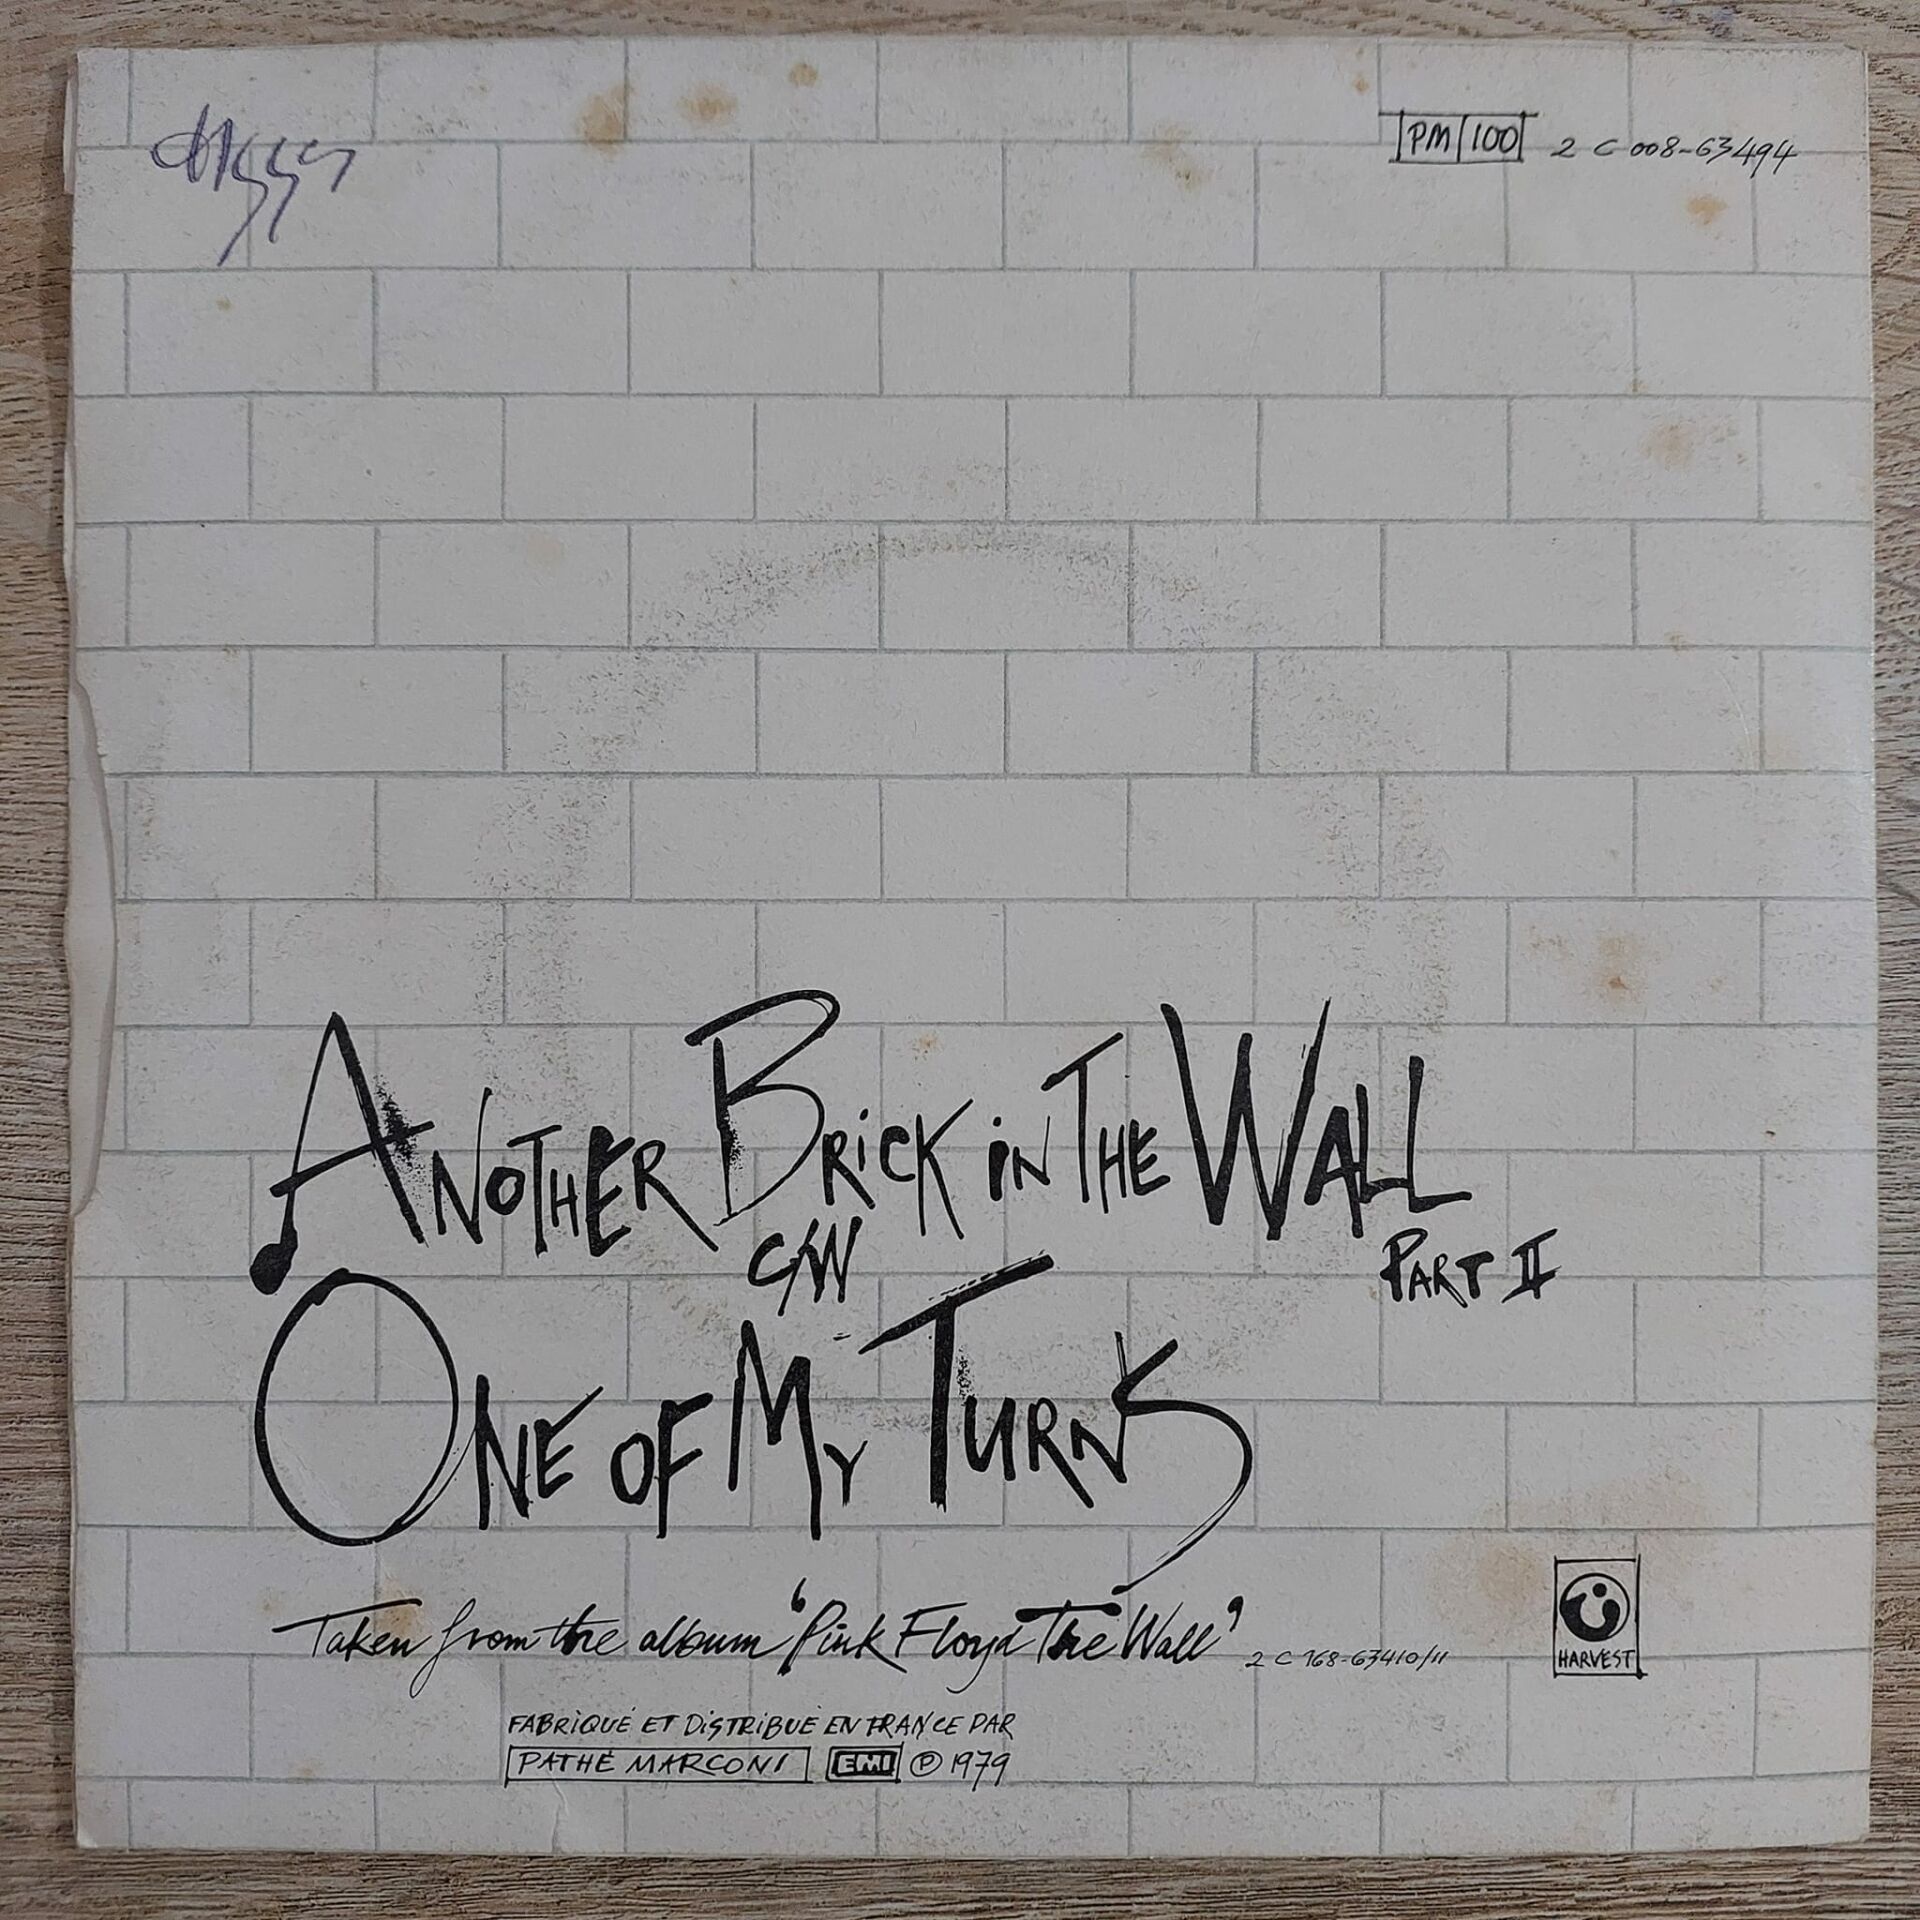 PM 100 2 C 008-63494
ANOTHER BRiCK iN THE WALL
PART II
C/W
ONE OF MY TURNS
Taken from the album "Pink Floyd The Wall" 2 C 168-63410/11
HARVEST
FABRiQUÉ ET DiSTRiBUÉ EN FRANCE PAR
PATHÉ MARCONI EMI ℗ 1979